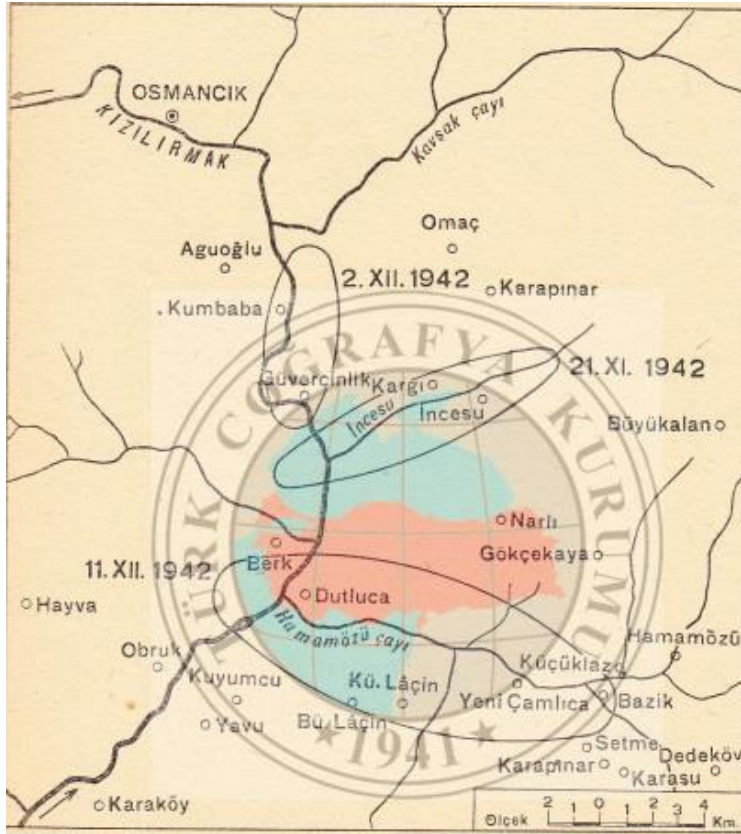 OSMANCIK
KIZILIRMAK
Kavşak çayı
Omaç
Aguoğlu
2. XII. 1942
Karapınar
Kumbaba
21. XI. 1942
Güvercinlik
Kargı
İncesu
İncesu
Büyükalan
Narlı
Berk
Gökçekaya
11. XII. 1942
Dutluca
Hayva
Hamamözü çayı
Hamamözü
Obruk
Küçüklaz
Kuyumcu
Kü. Lâçin
Yeni Çamlıca
Bazik
Yavu
Bü. Lâçin
Setme
Dedeköy
Karapınar
Karasu
Karaköy
Ölçek 2 1 0 1 2 3 4 Km.
TÜRK COĞRAFYA KURUMU
★ 1941 ★